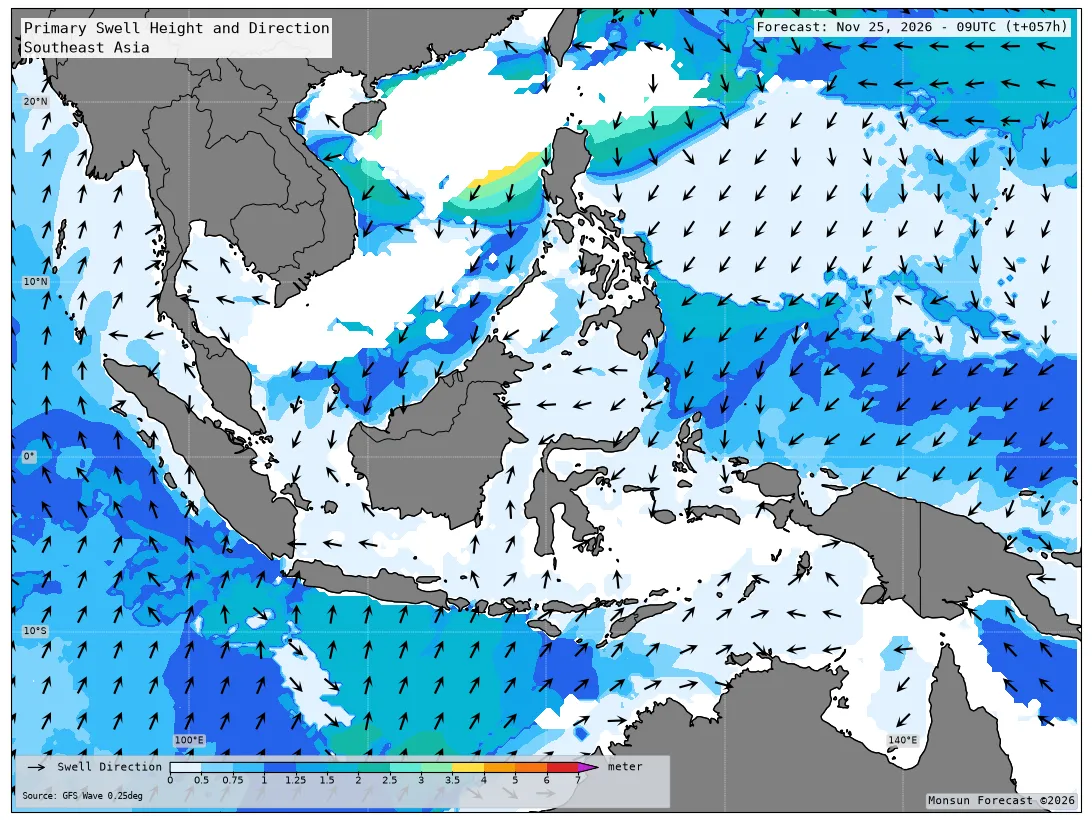 Primary Swell Height and Direction
Southeast Asia
Forecast: Nov 25, 2026 - 09UTC (t+057h)
20°N
10°N
0°
10°S
100°E
140°E
Swell Direction
meter
0 0.5 0.75 1 1.25 1.5 2 2.5 3 3.5 4 5 6 7
Source: GFS Wave 0.25deg
Monsun Forecast ©2026